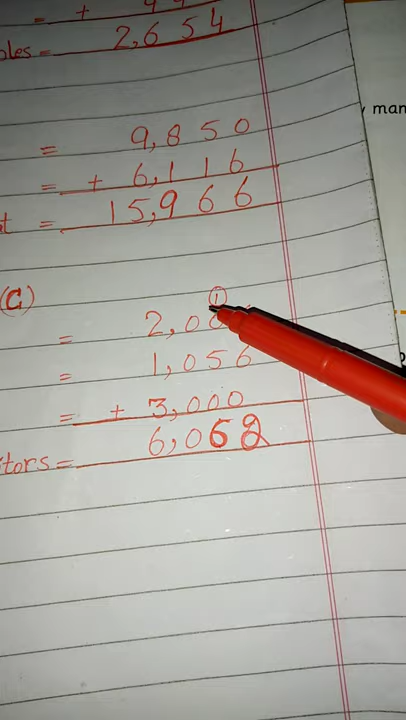 = +
ples = 2,654
= 9,850
= + 6,116
t = 15,966
(C) ①
= 2,0
= 1,056
= + 3,000
tors = 6,062
man